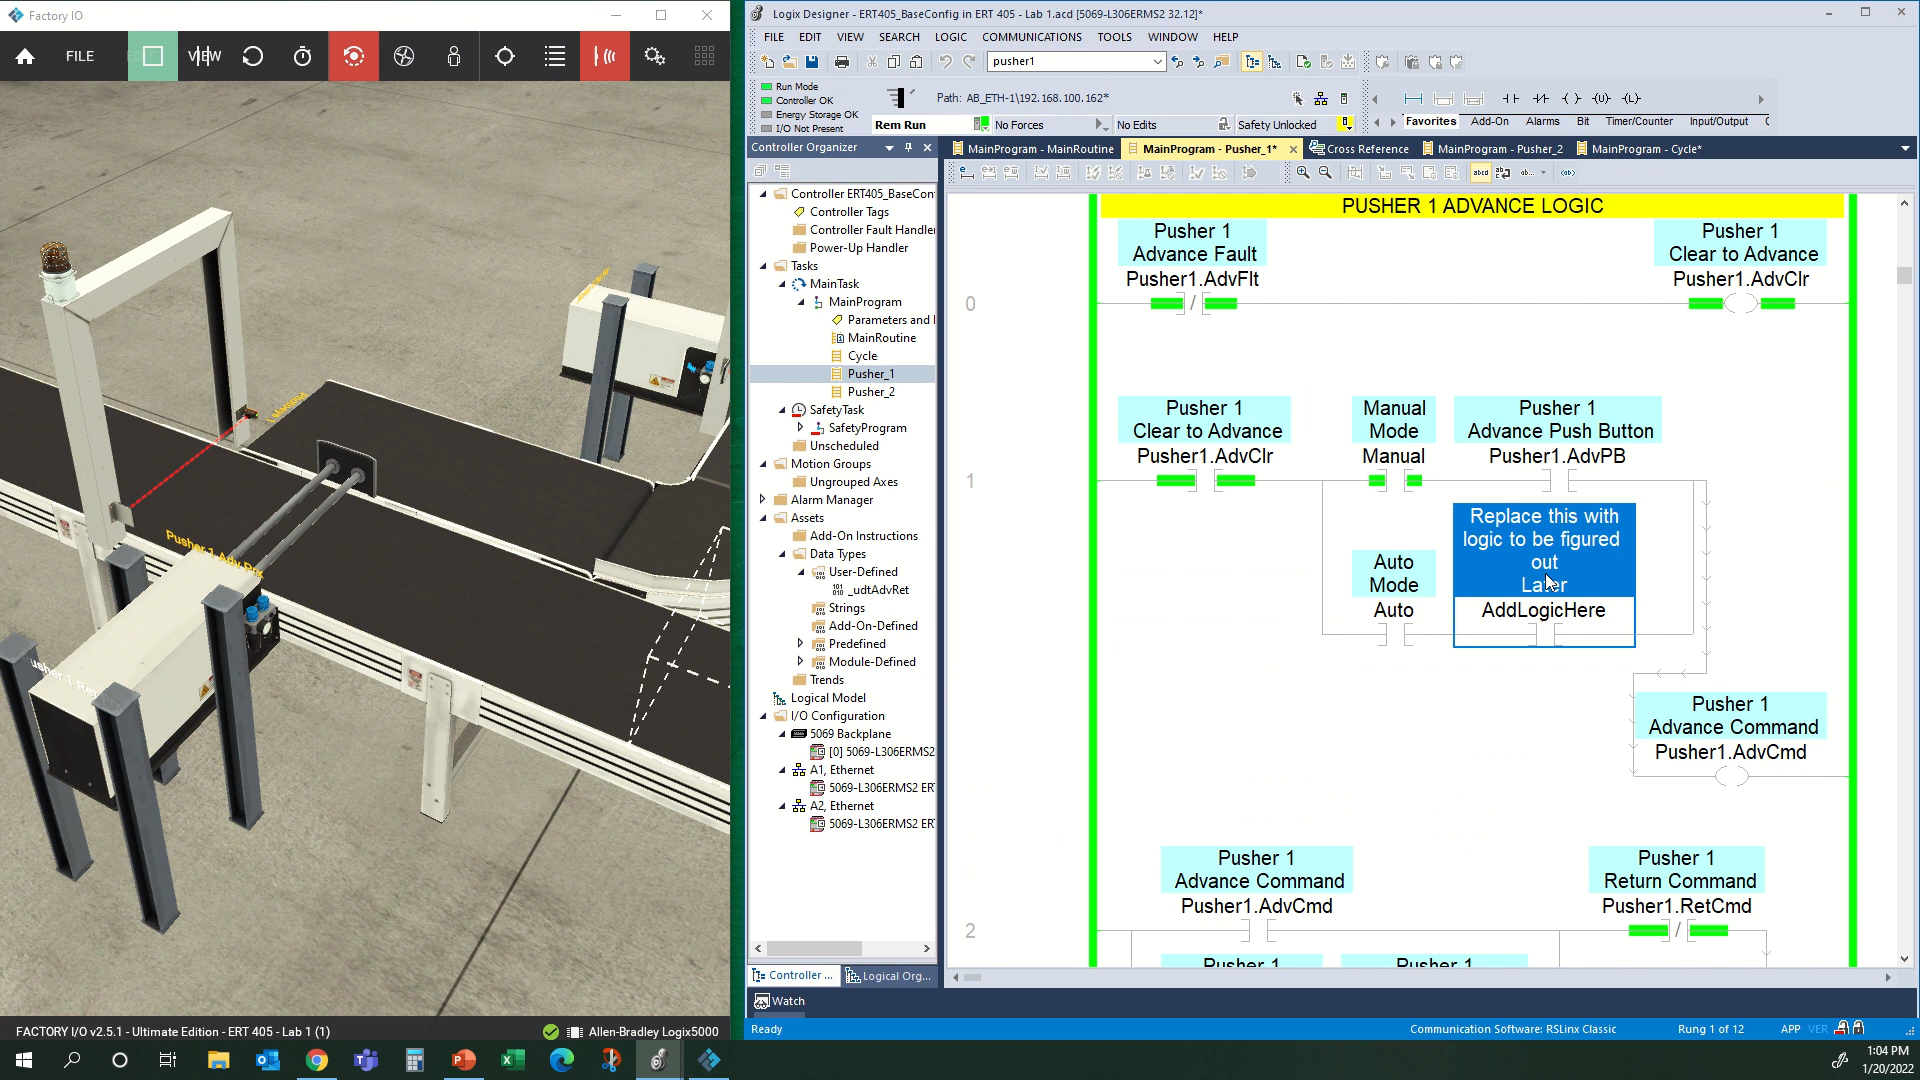 Factory IO
FILE
VIEW
Pusher 1 Adv Prx
FACTORY I/O v2.5.1 - Ultimate Edition - ERT 405 - Lab 1 (1)
Allen-Bradley Logix5000
Logix Designer - ERT405_BaseConfig in ERT 405 - Lab 1.acd [5069-L306ERMS2 32.12]*
FILE EDIT VIEW SEARCH LOGIC COMMUNICATIONS TOOLS WINDOW HELP
pusher1
Run Mode
Controller OK
Energy Storage OK
I/O Not Present
Path: AB_ETH-1\192.168.100.162*
Rem Run
No Forces
No Edits
Safety Unlocked
Favorites Add-On Alarms Bit Timer/Counter Input/Output
Controller Organizer
MainProgram - MainRoutine
MainProgram - Pusher_1*
Cross Reference
MainProgram - Pusher_2
MainProgram - Cycle*
Controller ERT405_BaseCon
Controller Tags
Controller Fault Handler
Power-Up Handler
Tasks
MainTask
MainProgram
Parameters and
MainRoutine
Cycle
Pusher_1
Pusher_2
SafetyTask
SafetyProgram
Unscheduled
Motion Groups
Ungrouped Axes
Alarm Manager
Assets
Add-On Instructions
Data Types
User-Defined
_udtAdvRet
Strings
Add-On-Defined
Predefined
Module-Defined
Trends
Logical Model
I/O Configuration
5069 Backplane
[0] 5069-L306ERMS2
A1, Ethernet
5069-L306ERMS2 ER
A2, Ethernet
5069-L306ERMS2 ER
Controller ...
Logical Org...
PUSHER 1 ADVANCE LOGIC
Pusher 1
Advance Fault
Pusher1.AdvFlt
Pusher 1
Clear to Advance
Pusher1.AdvClr
0
Pusher 1
Clear to Advance
Pusher1.AdvClr
Manual
Mode
Manual
Pusher 1
Advance Push Button
Pusher1.AdvPB
1
Auto
Mode
Auto
Replace this with
logic to be figured
out
Later
AddLogicHere
Pusher 1
Advance Command
Pusher1.AdvCmd
Pusher 1
Advance Command
Pusher1.AdvCmd
Pusher 1
Return Command
Pusher1.RetCmd
2
Pusher 1
Pusher 1
Watch
Ready
Communication Software: RSLinx Classic
Rung 1 of 12
APP
VER
1:04 PM
1/20/2022